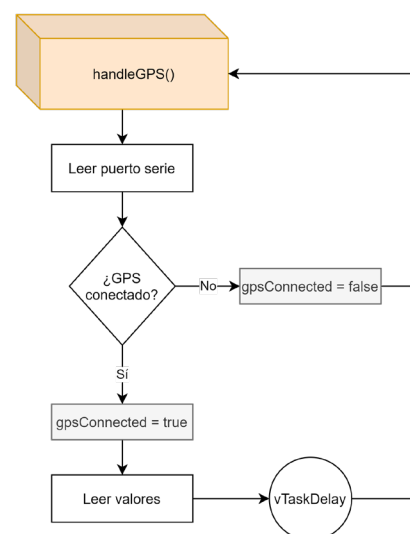 handleGPS()
Leer puerto serie
¿GPS
conectado?
No
gpsConnected = false
Sí
gpsConnected = true
Leer valores
vTaskDelay